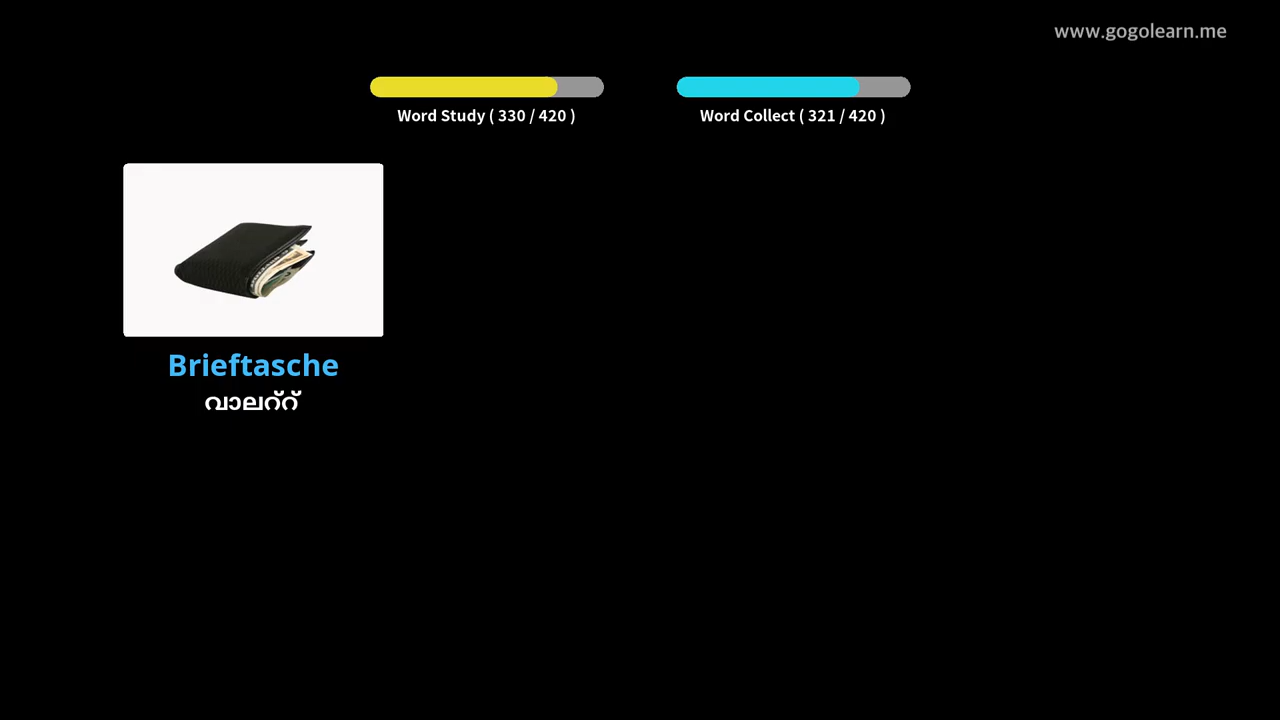 www.gogolearn.me
Word Study ( 330 / 420 )
Word Collect ( 321 / 420 )
Brieftasche
വാലറ്റ്